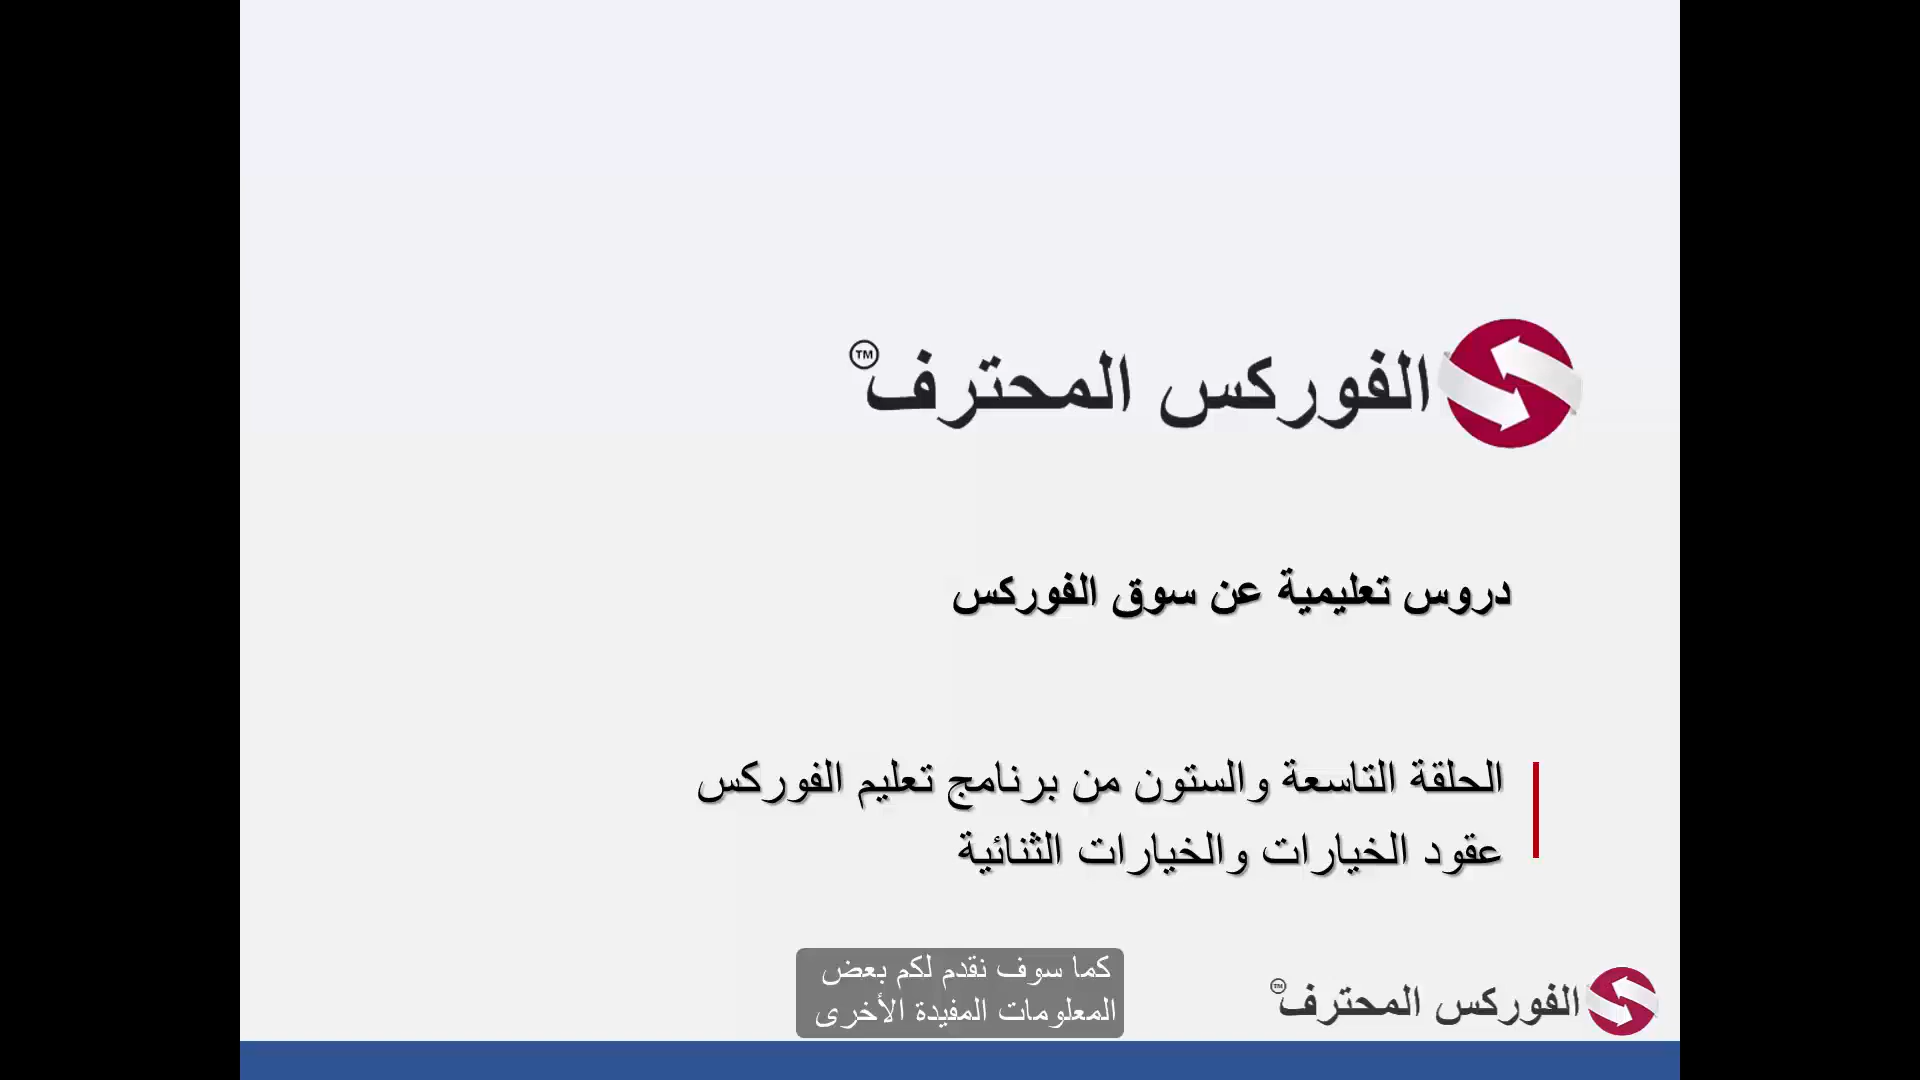 الفوركس المحترف™
دروس تعليمية عن سوق الفوركس
الحلقة التاسعة والستون من برنامج تعليم الفوركس
عقود الخيارات والخيارات الثنائية
كما سوف نقدم لكم بعض
المعلومات المفيدة الأخرى
الفوركس المحترف™